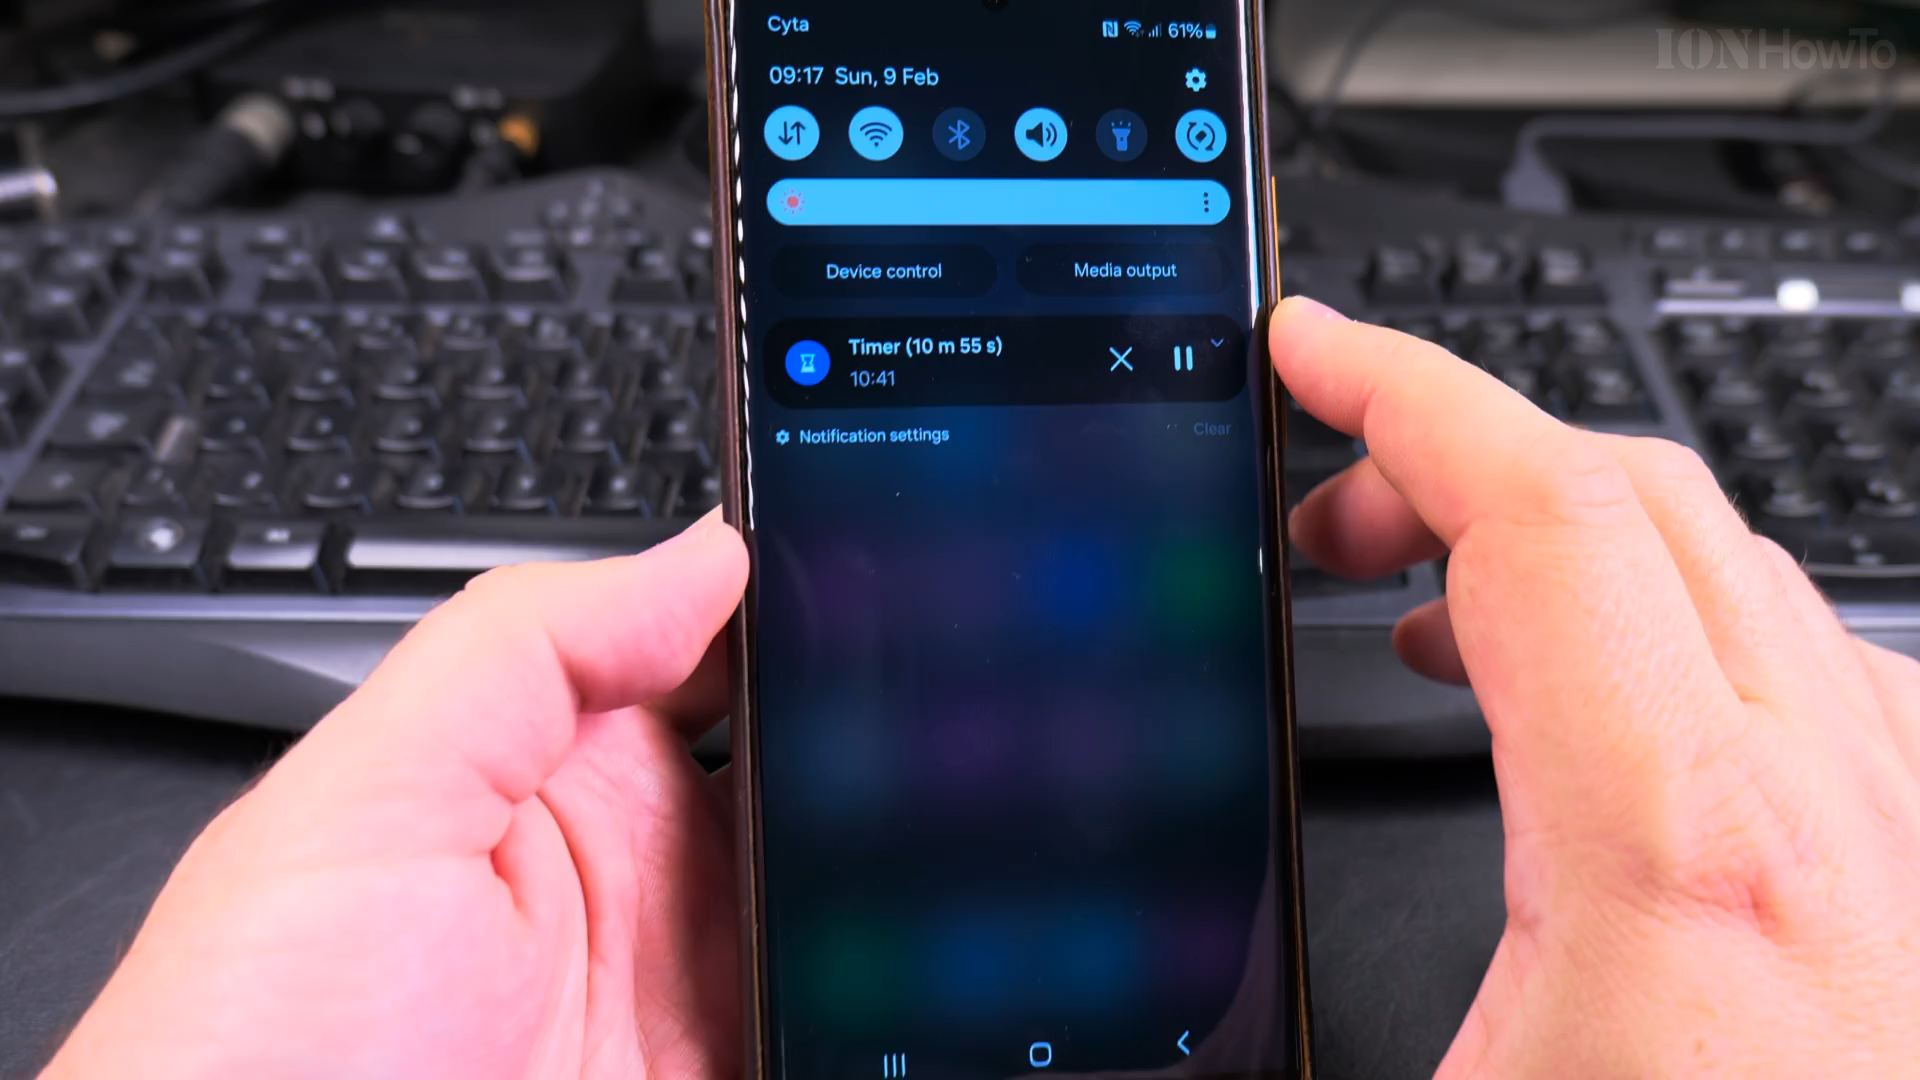 IONHowTo
Cyta
61%
09:17 Sun, 9 Feb
Device control
Media output
Timer (10 m 55 s)
10:41
Notification settings
Clear